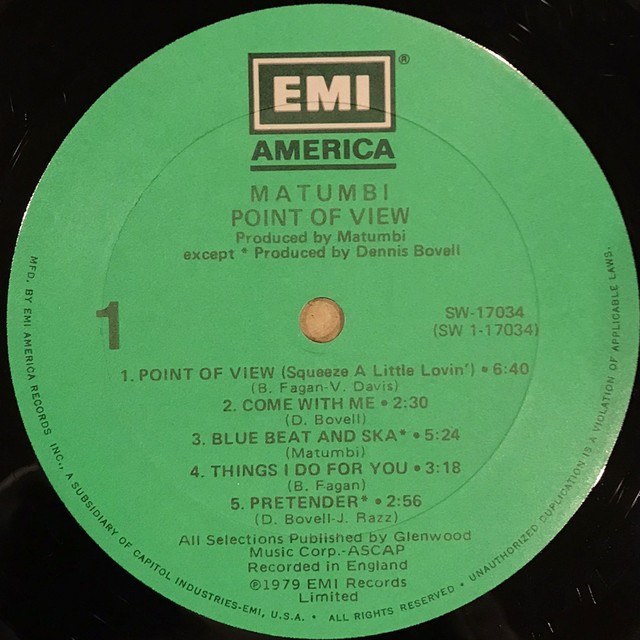 EMI®
AMERICA
MATUMBI
POINT OF VIEW
Produced by Matumbi
except * Produced by Dennis Bovell
1
SW-17034
(SW 1-17034)
1. POINT OF VIEW (Squeeze A Little Lovin') • 6:40
(B. Fagan-V. Davis)
2. COME WITH ME • 2:30
(D. Bovell)
3. BLUE BEAT AND SKA* • 5:24
(Matumbi)
4. THINGS I DO FOR YOU • 3:18
(B. Fagan)
5. PRETENDER* • 2:56
(D. Bovell-J. Razz)
All Selections Published by Glenwood
Music Corp.-ASCAP
Recorded in England
℗1979 EMI Records
Limited
MFD. BY EMI AMERICA RECORDS INC., A SUBSIDIARY OF CAPITOL INDUSTRIES-EMI, U.S.A. • ALL RIGHTS RESERVED • UNAUTHORIZED DUPLICATION IS A VIOLATION OF APPLICABLE LAWS.